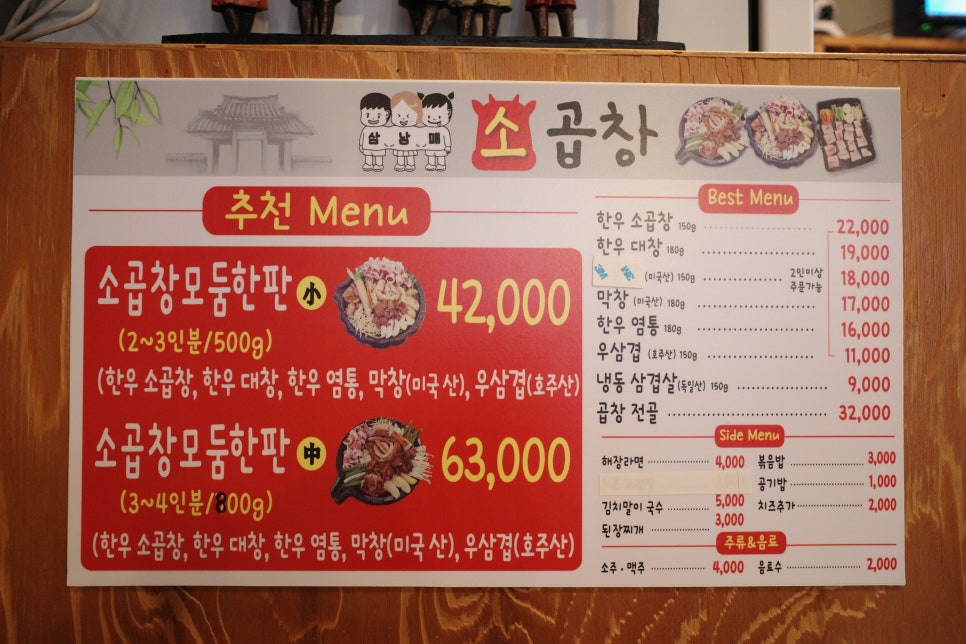 삼 남 매 소 곱창
추천 Menu
소곱창모둠한판 小 42,000
(2~3인분/500g)
(한우 소곱창, 한우 대창, 한우 염통, 막창(미국 산), 우삼겹(호주산)
소곱창모둠한판 中 63,000
(3~4인분/800g)
(한우 소곱창, 한우 대창, 한우 염통, 막창(미국 산), 우삼겹(호주산)
Best Menu
한우 소곱창 150g 22,000
한우 대창 180g 19,000
(미국산) 150g 18,000
2인이상
주문가능
막창 (미국산) 180g 17,000
한우 염통 180g 16,000
우삼겹 (호주산) 150g 11,000
냉동 삼겹살(독일산) 150g 9,000
곱창 전골 32,000
Side Menu
해장라면 4,000
김치말이 국수 5,000
된장찌개 3,000
볶음밥 3,000
공기밥 1,000
치즈추가 2,000
주류&음료
소주 · 맥주 4,000
음료수 2,000